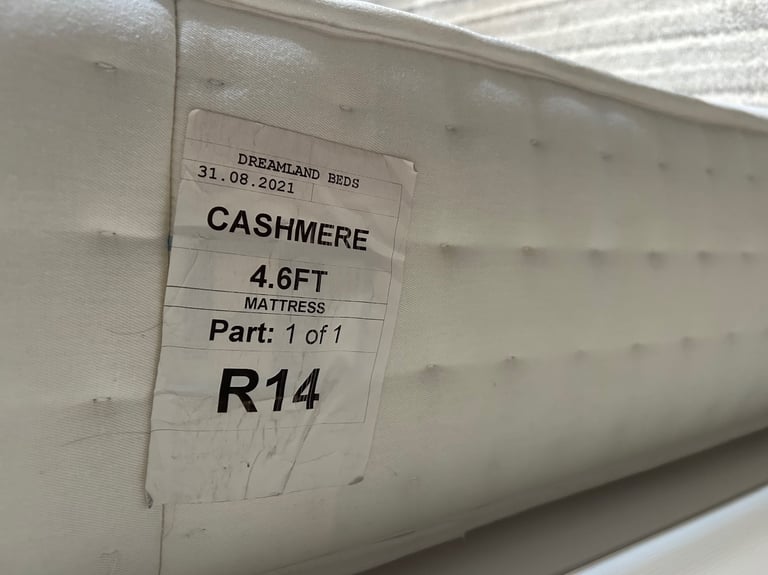 DREAMLAND BEDS
31.08.2021
CASHMERE
4.6FT
MATTRESS
Part: 1 of 1
R14